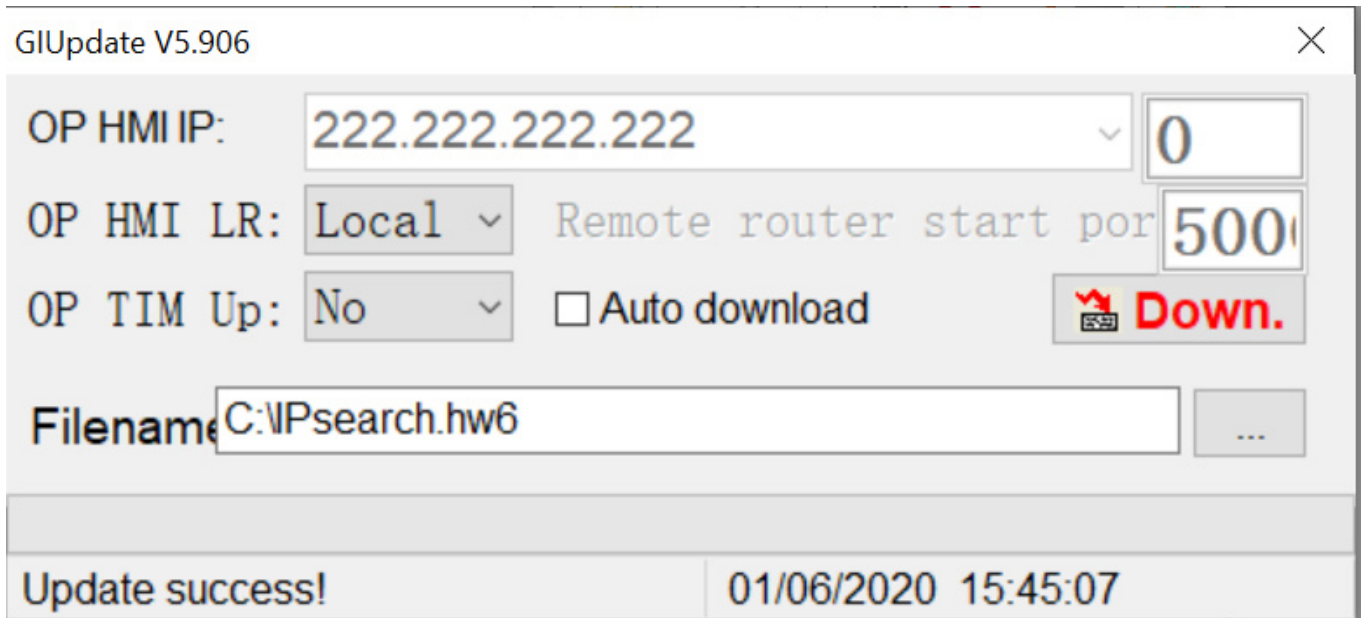 GIUpdate V5.906
OP HMI IP: 222.222.222.222 0
OP HMI LR: Local Remote router start por 500
OP TIM Up: No Auto download Down.
Filename C:\IPsearch.hw6 ...
Update success! 01/06/2020 15:45:07